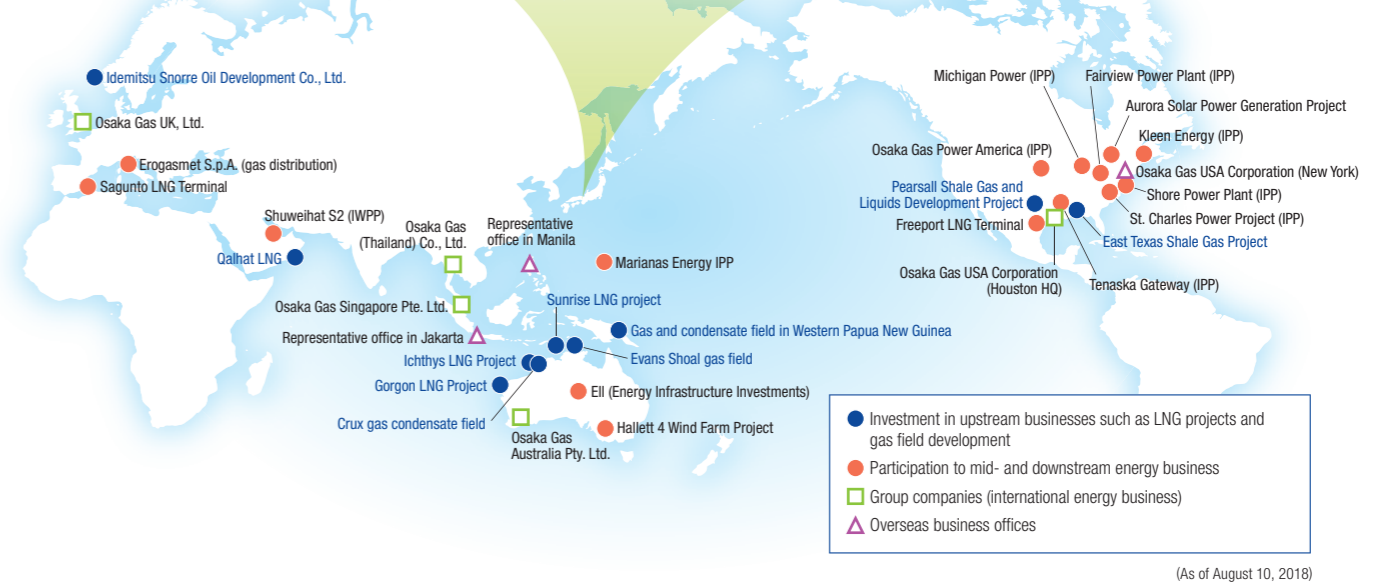 Idemitsu Snorre Oil Development Co., Ltd.
Osaka Gas UK, Ltd.
Erogasmet S.p.A. (gas distribution)
Sagunto LNG Terminal
Shuweihat S2 (IWPP)
Qalhat LNG
Osaka Gas
(Thailand) Co., Ltd.
Representative
office in Manila
Marianas Energy IPP
Osaka Gas Singapore Pte. Ltd.
Sunrise LNG project
Representative office in Jakarta
Gas and condensate field in Western Papua New Guinea
Ichthys LNG Project
Evans Shoal gas field
Gorgon LNG Project
EII (Energy Infrastructure Investments)
Crux gas condensate field
Osaka Gas
Australia Pty. Ltd.
Hallett 4 Wind Farm Project
Michigan Power (IPP)
Fairview Power Plant (IPP)
Aurora Solar Power Generation Project
Kleen Energy (IPP)
Osaka Gas Power America (IPP)
Osaka Gas USA Corporation (New York)
Pearsall Shale Gas and
Liquids Development Project
Shore Power Plant (IPP)
Freeport LNG Terminal
St. Charles Power Project (IPP)
East Texas Shale Gas Project
Osaka Gas USA Corporation
(Houston HQ)
Tenaska Gateway (IPP)
Investment in upstream businesses such as LNG projects and
gas field development
Participation to mid- and downstream energy business
Group companies (international energy business)
Overseas business offices
(As of August 10, 2018)